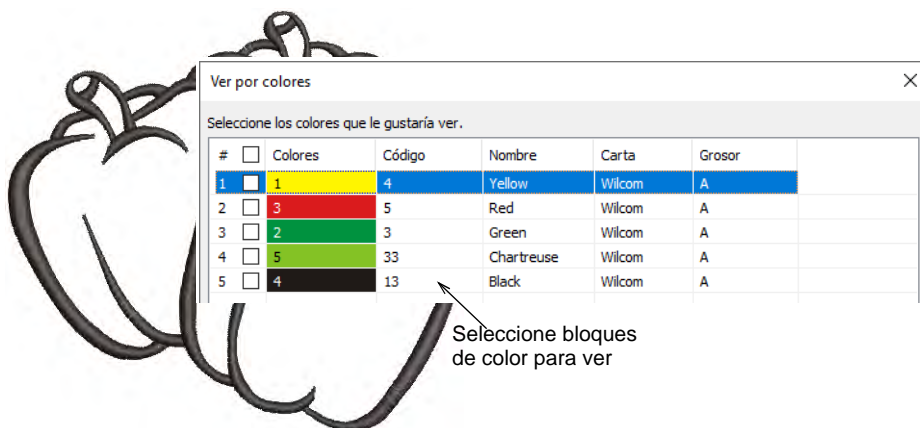 Ver por colores
Seleccione los colores que le gustaría ver.
# Colores Código Nombre Carta Grosor
1 1 4 Yellow Wilcom A
2 3 5 Red Wilcom A
3 2 3 Green Wilcom A
4 5 33 Chartreuse Wilcom A
5 4 13 Black Wilcom A
Seleccione bloques
de color para ver